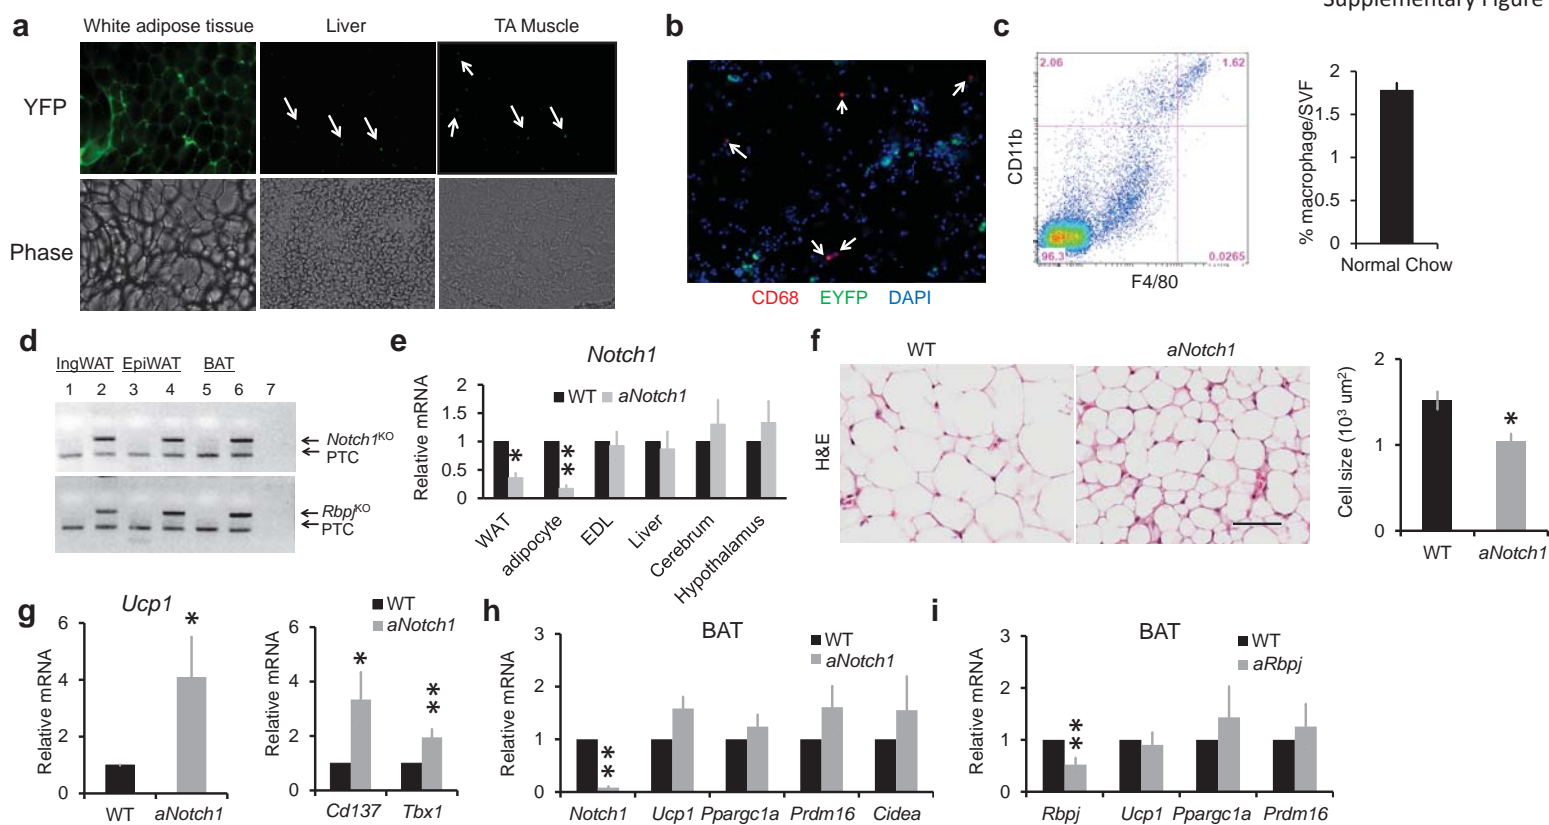 Supplementary Figure
a
White adipose tissue
Liver
TA Muscle
YFP
Phase
b
CD68 EYFP DAPI
c
2.06
1.62
96.3
0.0265
CD11b
F4/80
% macrophage/SVF
2
1.5
1
0.5
0
Normal Chow
d
IngWAT EpiWAT BAT
1 2 3 4 5 6 7
Notch1KO
PTC
RbpjKO
PTC
e
Notch1
WT aNotch1
Relative mRNA
2
1.5
1
0.5
0
*
**
WAT
adipocyte
EDL
Liver
Cerebrum
Hypothalamus
f
WT
aNotch1
H&E
Cell size (10³ um²)
2
1
0
*
WT aNotch1
g
Ucp1
Relative mRNA
6
4
2
0
*
WT aNotch1
WT
aNotch1
Relative mRNA
6
4
2
0
*
**
Cd137 Tbx1
h
BAT
WT
aNotch1
Relative mRNA
3
2
1
0
**
Notch1 Ucp1 Ppargc1a Prdm16 Cidea
i
BAT
WT
aRbpj
Relative mRNA
3
2
1
0
**
Rbpj Ucp1 Ppargc1a Prdm16